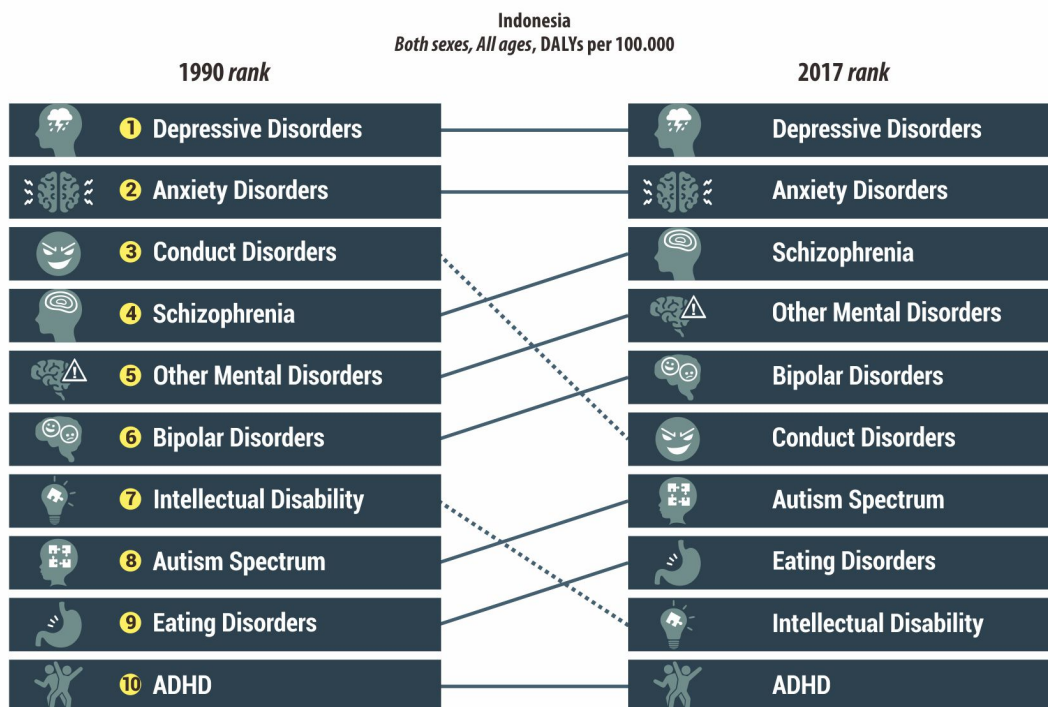 Indonesia
Both sexes, All ages, DALYs per 100.000
1990 rank
2017 rank
1 Depressive Disorders
Depressive Disorders
2 Anxiety Disorders
Anxiety Disorders
3 Conduct Disorders
Schizophrenia
4 Schizophrenia
Other Mental Disorders
5 Other Mental Disorders
Bipolar Disorders
6 Bipolar Disorders
Conduct Disorders
7 Intellectual Disability
Autism Spectrum
8 Autism Spectrum
Eating Disorders
9 Eating Disorders
Intellectual Disability
10 ADHD
ADHD